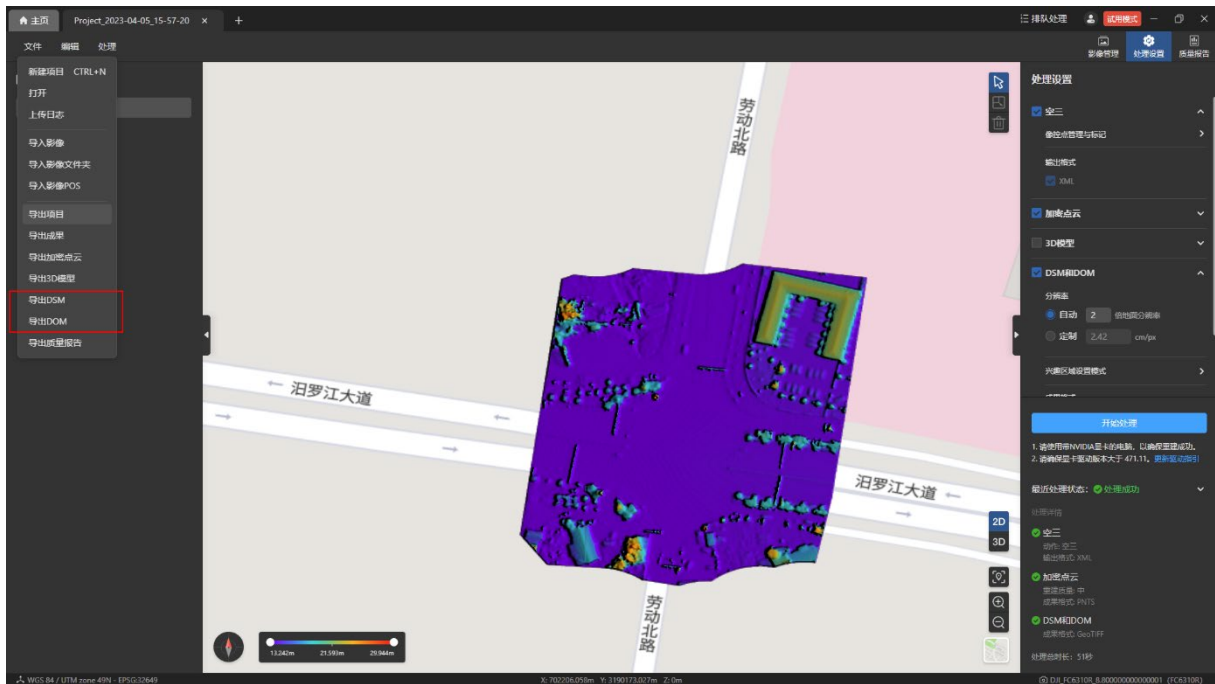 主页 Project_2023-04-05_15-57-20 × + 排队处理 试用模式
文件 编辑 处理 影像管理 处理设置 质量报告
新建项目 CTRL+N
打开
上传日志
导入影像
导入影像文件夹
导入影像POS
导出项目
导出成果
导出加密点云
导出3D模型
导出DSM
导出DOM
导出质量报告
劳动北路
← 汨罗江大道
汨罗江大道 ←
劳动北路
13.242m 21.593m 29.944m
2D
3D
处理设置
空三
像控点管理与标记
输出格式
XML
加密点云
3D模型
DSM和DOM
分辨率
自动 2 倍地面分辨率
定制 2.42 cm/px
兴趣区域设置模式
开始处理
1. 请使用带NVIDIA显卡的电脑，以确保重建成功。
2. 请确保显卡驱动版本大于 471.11。更新驱动指引
最近处理状态： 处理成功
处理详情
空三
动作: 空三
输出格式: XML
加密点云
重建质量: 中
成果格式: PNTS
DSM和DOM
成果格式: GeoTIFF
处理总时长： 51秒
WGS 84 / UTM zone 49N - EPSG:32649 X: 702206.058m Y: 3190173.027m Z: 0m DJI_FC6310R_8.800000000000001 (FC6310R)